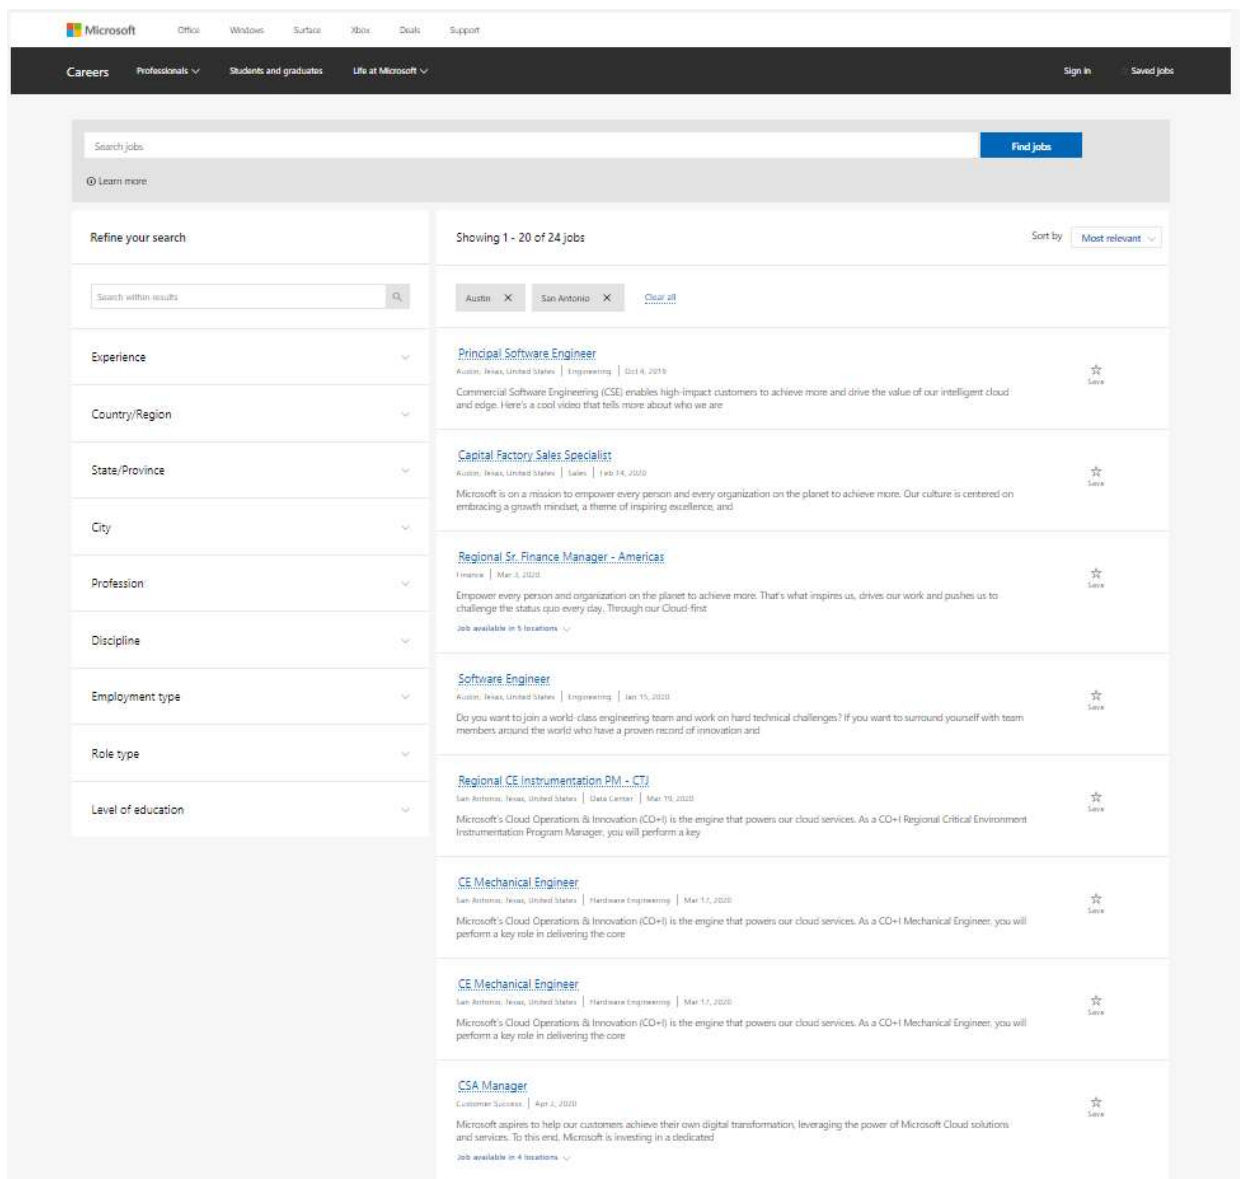 Microsoft Office Windows Surface Xbox Deals Support
Careers Professionals Students and graduates Life at Microsoft Sign in Saved jobs
Search jobs
Find jobs
Learn more
Refine your search
Search within results
Experience
Country/Region
State/Province
City
Profession
Discipline
Employment type
Role type
Level of education
Showing 1 - 20 of 24 jobs
Sort by Most relevant
Austin X San Antonio X Clear all
Principal Software Engineer
Austin, Texas, United States | Engineering | Oct 4, 2019
Commercial Software Engineering (CSE) enables high-impact customers to achieve more and drive the value of our intelligent cloud
and edge. Here's a cool video that tells more about who we are
Save
Capital Factory Sales Specialist
Austin, Texas, United States | Sales | Feb 14, 2020
Microsoft is on a mission to empower every person and every organization on the planet to achieve more. Our culture is centered on
embracing a growth mindset, a theme of inspiring excellence, and
Save
Regional Sr. Finance Manager - Americas
Finance | Mar 3, 2020
Empower every person and organization on the planet to achieve more. That's what inspires us, drives our work and pushes us to
challenge the status quo every day. Through our Cloud-first
Job available in 5 locations
Save
Software Engineer
Austin, Texas, United States | Engineering | Jan 15, 2020
Do you want to join a world-class engineering team and work on hard technical challenges? If you want to surround yourself with team
members around the world who have a proven record of innovation and
Save
Regional CE Instrumentation PM - CTJ
San Antonio, Texas, United States | Data Center | Mar 19, 2020
Microsoft's Cloud Operations & Innovation (CO+I) is the engine that powers our cloud services. As a CO+I Regional Critical Environment
Instrumentation Program Manager, you will perform a key
Save
CE Mechanical Engineer
San Antonio, Texas, United States | Hardware Engineering | Mar 17, 2020
Microsoft's Cloud Operations & Innovation (CO+I) is the engine that powers our cloud services. As a CO+I Mechanical Engineer, you will
perform a key role in delivering the core
Save
CE Mechanical Engineer
San Antonio, Texas, United States | Hardware Engineering | Mar 17, 2020
Microsoft's Cloud Operations & Innovation (CO+I) is the engine that powers our cloud services. As a CO+I Mechanical Engineer, you will
perform a key role in delivering the core
Save
CSA Manager
Customer Success | Apr 2, 2020
Microsoft aspires to help our customers achieve their own digital transformation, leveraging the power of Microsoft Cloud solutions
and services. To this end, Microsoft is investing in a dedicated
Job available in 4 locations
Save